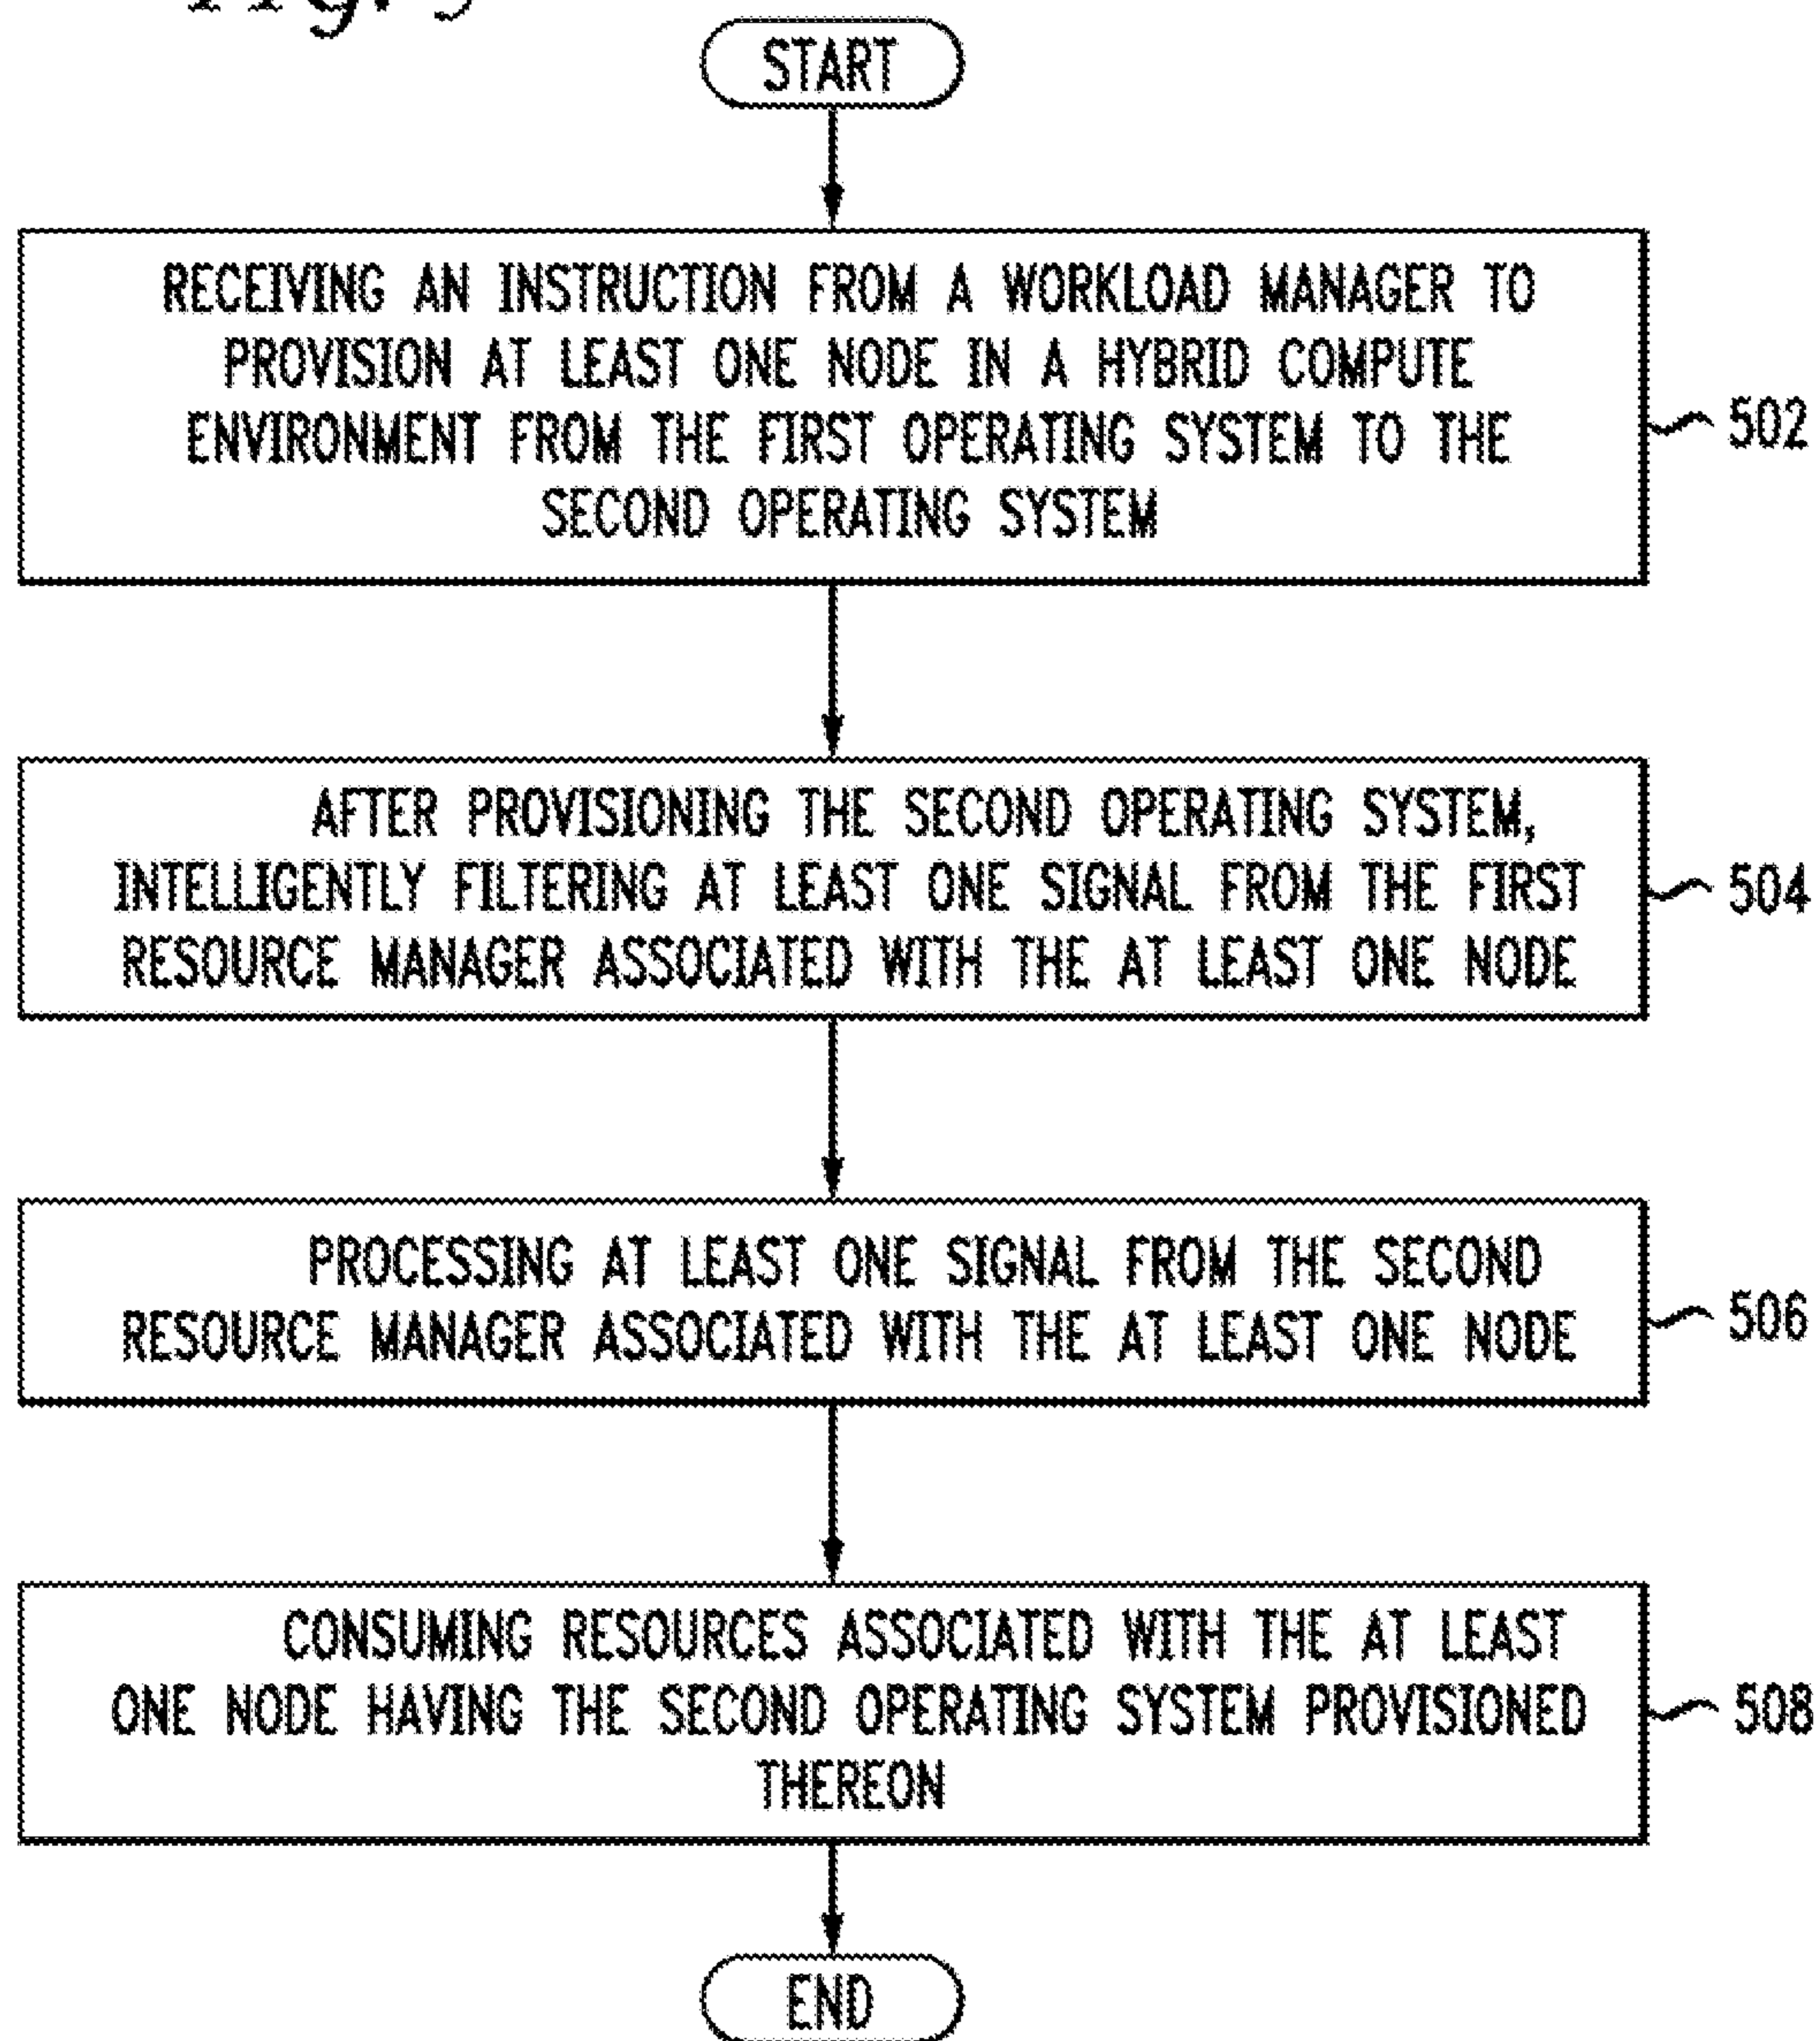 START
RECEIVING AN INSTRUCTION FROM A WORKLOAD MANAGER TO
PROVISION AT LEAST ONE NODE IN A HYBRID COMPUTE
ENVIRONMENT FROM THE FIRST OPERATING SYSTEM TO THE
SECOND OPERATING SYSTEM
502
AFTER PROVISIONING THE SECOND OPERATING SYSTEM,
INTELLIGENTLY FILTERING AT LEAST ONE SIGNAL FROM THE FIRST
RESOURCE MANAGER ASSOCIATED WITH THE AT LEAST ONE NODE
504
PROCESSING AT LEAST ONE SIGNAL FROM THE SECOND
RESOURCE MANAGER ASSOCIATED WITH THE AT LEAST ONE NODE
506
CONSUMING RESOURCES ASSOCIATED WITH THE AT LEAST
ONE NODE HAVING THE SECOND OPERATING SYSTEM PROVISIONED
THEREON
508
END